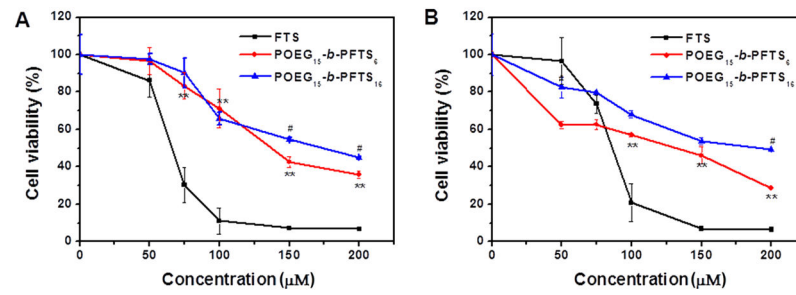 A
FTS
POEG15-b-PFTS6
POEG15-b-PFTS16
Cell viability (%)
120
100
80
60
40
20
0
**
**
#
**
#
**
0
50
100
150
200
Concentration (μM)
B
FTS
POEG15-b-PFTS6
POEG15-b-PFTS16
Cell viability (%)
120
100
80
60
40
20
0
#
**
**
#
**
0
50
100
150
200
Concentration (μM)